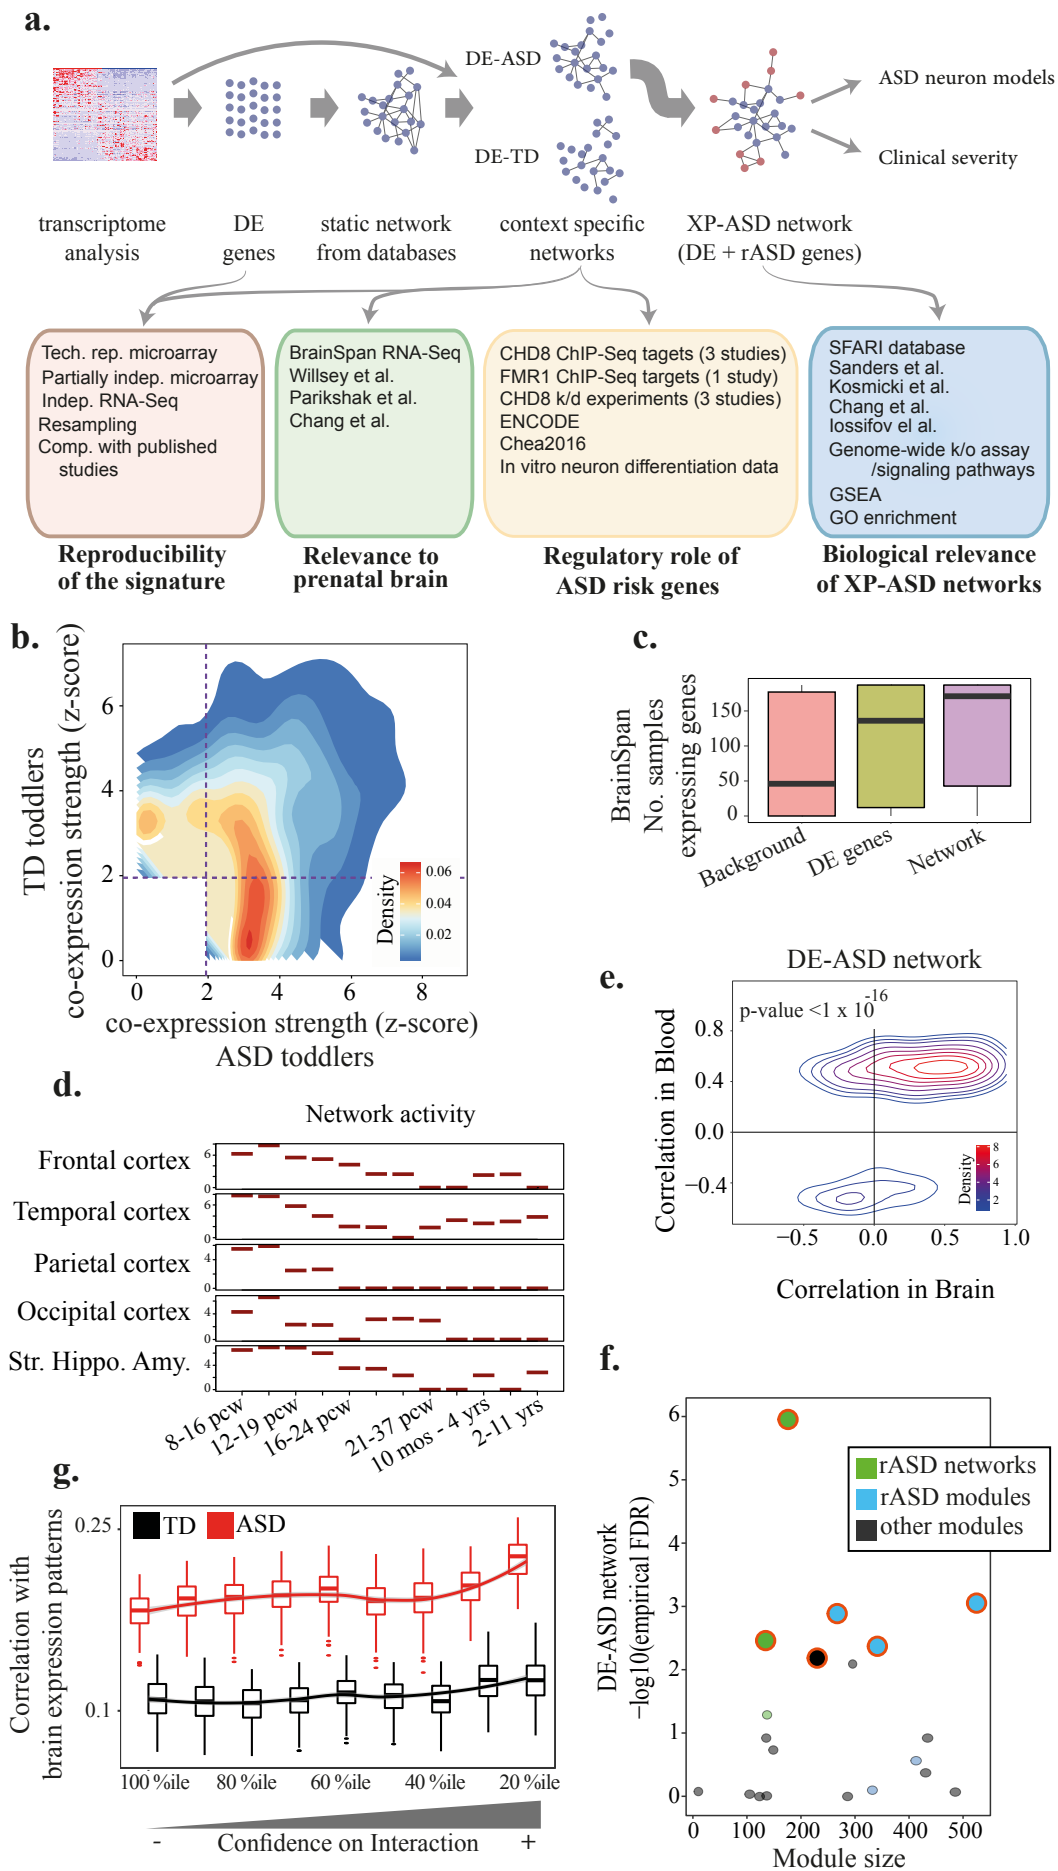 a.
DE-ASD
DE-TD
ASD neuron models
Clinical severity
transcriptome
analysis
DE
genes
static network
from databases
context specific
networks
XP-ASD network
(DE + rASD genes)
Tech. rep. microarray
Partially indep. microarray
Indep. RNA-Seq
Resampling
Comp. with published
studies
Reproducibility
of the signature
BrainSpan RNA-Seq
Willsey et al.
Parikshak et al.
Chang et al.
Relevance to
prenatal brain
CHD8 ChIP-Seq tagets (3 studies)
FMR1 ChIP-Seq targets (1 study)
CHD8 k/d experiments (3 studies)
ENCODE
Chea2016
In vitro neuron differentiation data
Regulatory role of
ASD risk genes
SFARI database
Sanders et al.
Kosmicki et al.
Chang et al.
Iossifov el al.
Genome-wide k/o assay
/signaling pathways
GSEA
GO enrichment
Biological relevance
of XP-ASD networks
b.
TD toddlers
co-expression strength (z-score)
6
4
2
0
0 2 4 6 8
Density
0.06
0.04
0.02
co-expression strength (z-score)
ASD toddlers
c.
BrainSpan
No. samples
expressing genes
150
100
50
0
Background
DE genes
Network
d.
Network activity
Frontal cortex
6
0
Temporal cortex
6
0
Parietal cortex
4
0
Occipital cortex
4
0
Str. Hippo. Amy.
4
0
8-16 pcw
12-19 pcw
16-24 pcw
21-37 pcw
10 mos - 4 yrs
2-11 yrs
e.
DE-ASD network
p-value <1 x 10-16
Correlation in Blood
0.8
0.4
0.0
−0.4
Density
8
6
4
2
−0.5 0.0 0.5 1.0
Correlation in Brain
f.
DE-ASD network
−log10(empirical FDR)
6
5
4
3
2
1
0
rASD networks
rASD modules
other modules
0 100 200 300 400 500
Module size
g.
Correlation with
brain expression patterns
0.25
0.1
TD
ASD
100 %ile 80 %ile 60 %ile 40 %ile 20 %ile
- Confidence on Interaction +